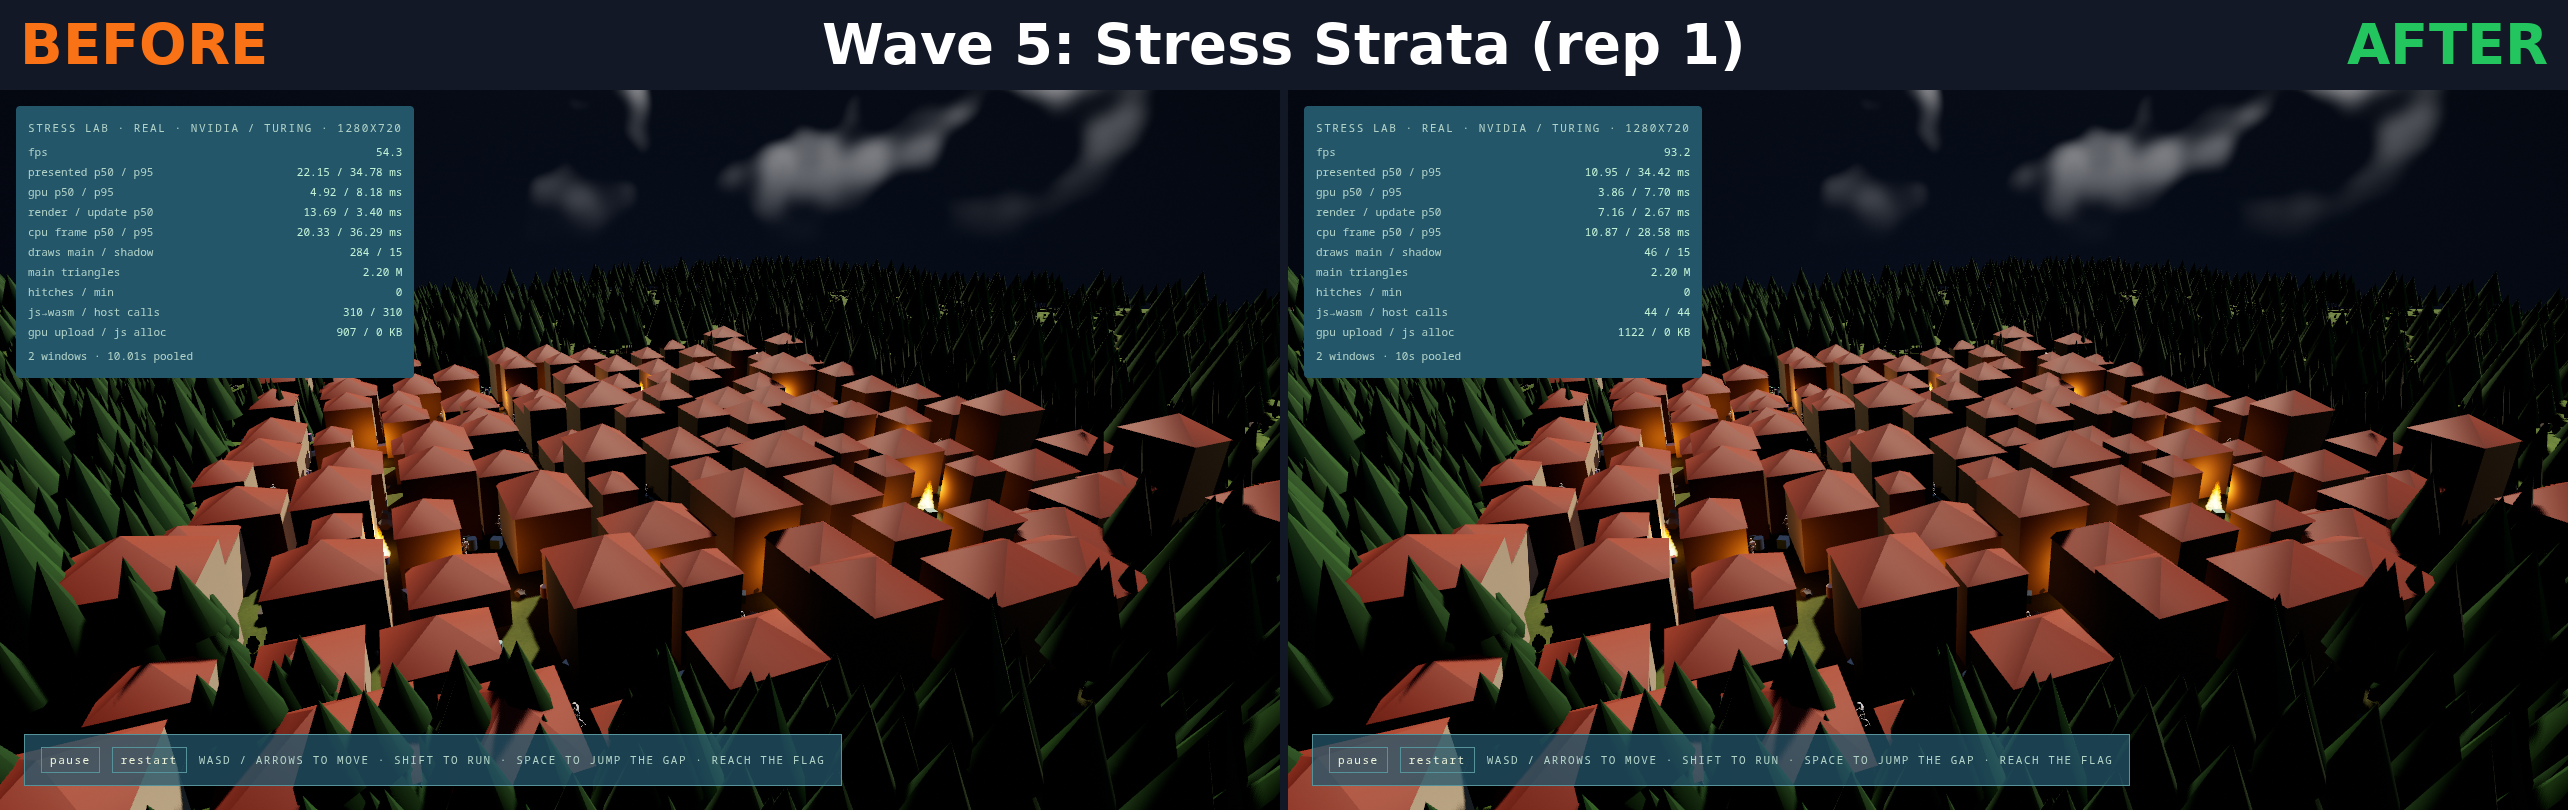 BEFORE
Wave 5: Stress Strata (rep 1)
AFTER
STRESS LAB · REAL · NVIDIA / TURING · 1280X720
fps 54.3
presented p50 / p95 22.15 / 34.78 ms
gpu p50 / p95 4.92 / 8.18 ms
render / update p50 13.69 / 3.40 ms
cpu frame p50 / p95 20.33 / 36.29 ms
draws main / shadow 284 / 15
main triangles 2.20 M
hitches / min 0
js→wasm / host calls 310 / 310
gpu upload / js alloc 907 / 0 KB
2 windows · 10.01s pooled
pause restart WASD / ARROWS TO MOVE · SHIFT TO RUN · SPACE TO JUMP THE GAP · REACH THE FLAG
STRESS LAB · REAL · NVIDIA / TURING · 1280X720
fps 93.2
presented p50 / p95 10.95 / 34.42 ms
gpu p50 / p95 3.86 / 7.70 ms
render / update p50 7.16 / 2.67 ms
cpu frame p50 / p95 10.87 / 28.58 ms
draws main / shadow 46 / 15
main triangles 2.20 M
hitches / min 0
js→wasm / host calls 44 / 44
gpu upload / js alloc 1122 / 0 KB
2 windows · 10s pooled
pause restart WASD / ARROWS TO MOVE · SHIFT TO RUN · SPACE TO JUMP THE GAP · REACH THE FLAG